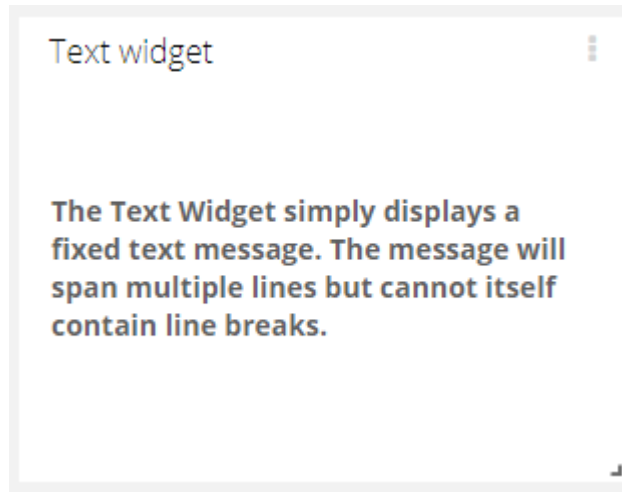 Text widget
The Text Widget simply displays a
fixed text message. The message will
span multiple lines but cannot itself
contain line breaks.